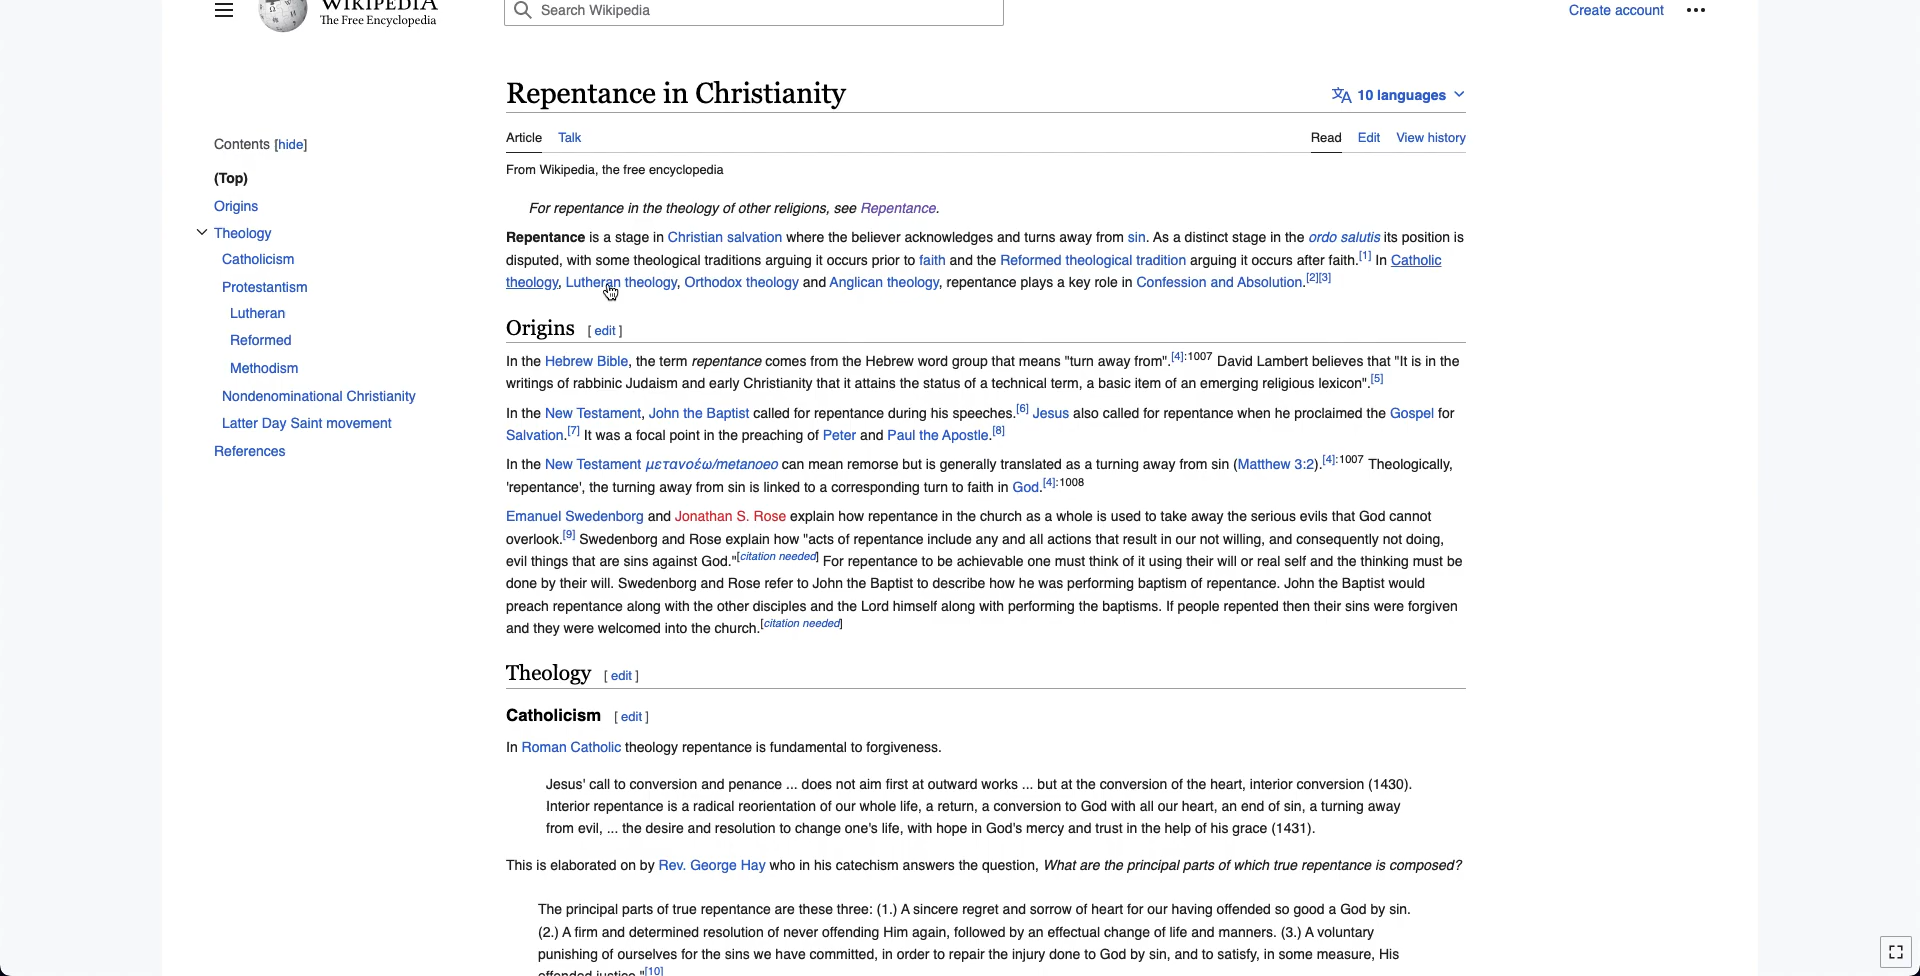 WIKIPEDIA
The Free Encyclopedia
Search Wikipedia
Create account
Repentance in Christianity
10 languages
Contents [hide]
(Top)
Origins
Theology
Catholicism
Protestantism
Lutheran
Reformed
Methodism
Nondenominational Christianity
Latter Day Saint movement
References
Article Talk
Read Edit View history
From Wikipedia, the free encyclopedia
For repentance in the theology of other religions, see Repentance.
Repentance is a stage in Christian salvation where the believer acknowledges and turns away from sin. As a distinct stage in the ordo salutis its position is
disputed, with some theological traditions arguing it occurs prior to faith and the Reformed theological tradition arguing it occurs after faith.[1] In Catholic
theology, Lutheran theology, Orthodox theology and Anglican theology, repentance plays a key role in Confession and Absolution.[2][3]
Origins [ edit ]
In the Hebrew Bible, the term repentance comes from the Hebrew word group that means "turn away from".[4]:1007 David Lambert believes that "It is in the
writings of rabbinic Judaism and early Christianity that it attains the status of a technical term, a basic item of an emerging religious lexicon".[5]
In the New Testament, John the Baptist called for repentance during his speeches.[6] Jesus also called for repentance when he proclaimed the Gospel for
Salvation.[7] It was a focal point in the preaching of Peter and Paul the Apostle.[8]
In the New Testament μετανοέω/metanoeo can mean remorse but is generally translated as a turning away from sin (Matthew 3:2).[4]:1007 Theologically,
'repentance', the turning away from sin is linked to a corresponding turn to faith in God.[4]:1008
Emanuel Swedenborg and Jonathan S. Rose explain how repentance in the church as a whole is used to take away the serious evils that God cannot
overlook.[9] Swedenborg and Rose explain how "acts of repentance include any and all actions that result in our not willing, and consequently not doing,
evil things that are sins against God."[citation needed] For repentance to be achievable one must think of it using their will or real self and the thinking must be
done by their will. Swedenborg and Rose refer to John the Baptist to describe how he was performing baptism of repentance. John the Baptist would
preach repentance along with the other disciples and the Lord himself along with performing the baptisms. If people repented then their sins were forgiven
and they were welcomed into the church.[citation needed]
Theology [ edit ]
Catholicism [ edit ]
In Roman Catholic theology repentance is fundamental to forgiveness.
Jesus' call to conversion and penance ... does not aim first at outward works ... but at the conversion of the heart, interior conversion (1430).
Interior repentance is a radical reorientation of our whole life, a return, a conversion to God with all our heart, an end of sin, a turning away
from evil, ... the desire and resolution to change one's life, with hope in God's mercy and trust in the help of his grace (1431).
This is elaborated on by Rev. George Hay who in his catechism answers the question, What are the principal parts of which true repentance is composed?
The principal parts of true repentance are these three: (1.) A sincere regret and sorrow of heart for our having offended so good a God by sin.
(2.) A firm and determined resolution of never offending Him again, followed by an effectual change of life and manners. (3.) A voluntary
punishing of ourselves for the sins we have committed, in order to repair the injury done to God by sin, and to satisfy, in some measure, His
offended justice."[10]